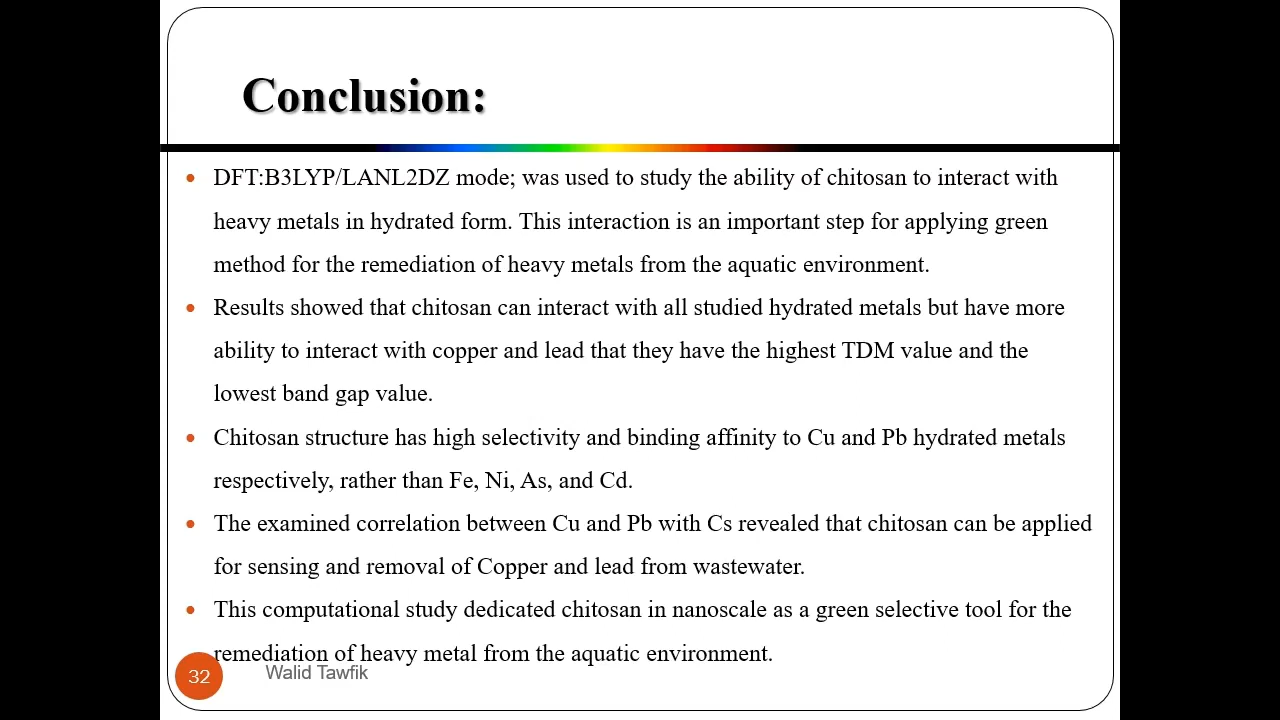 Conclusion:
• DFT:B3LYP/LANL2DZ mode; was used to study the ability of chitosan to interact with
heavy metals in hydrated form. This interaction is an important step for applying green
method for the remediation of heavy metals from the aquatic environment.
• Results showed that chitosan can interact with all studied hydrated metals but have more
ability to interact with copper and lead that they have the highest TDM value and the
lowest band gap value.
• Chitosan structure has high selectivity and binding affinity to Cu and Pb hydrated metals
respectively, rather than Fe, Ni, As, and Cd.
• The examined correlation between Cu and Pb with Cs revealed that chitosan can be applied
for sensing and removal of Copper and lead from wastewater.
• This computational study dedicated chitosan in nanoscale as a green selective tool for the
remediation of heavy metal from the aquatic environment.
32
Walid Tawfik